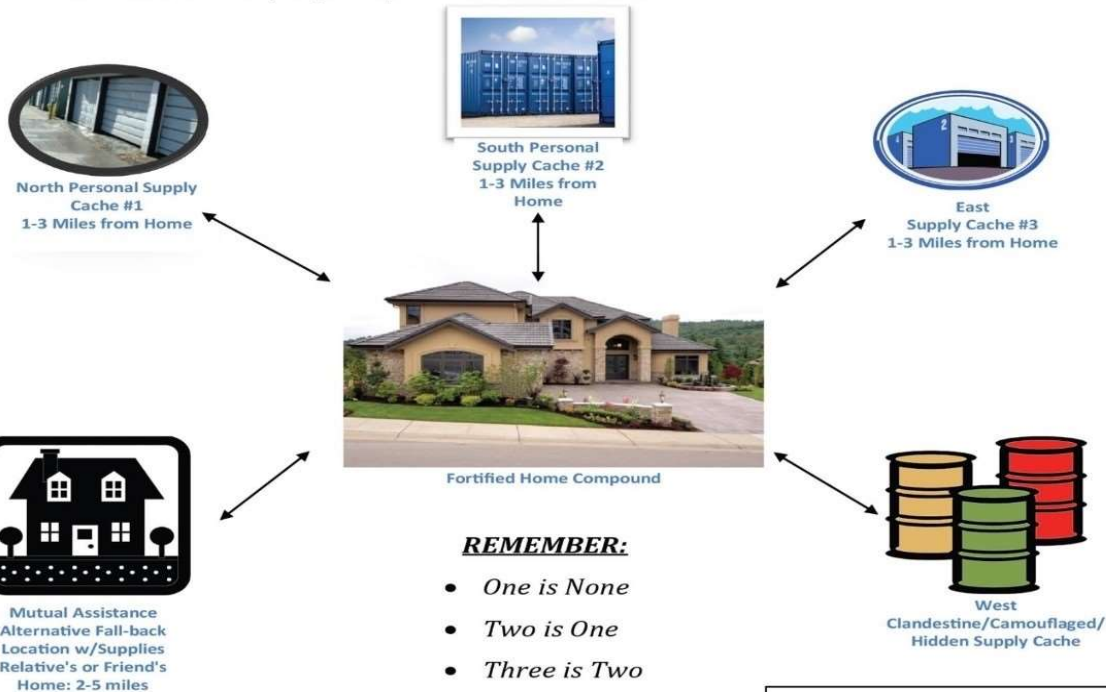 North Personal Supply
Cache #1
1-3 Miles from Home
South Personal
Supply Cache #2
1-3 Miles from
Home
2
East
Supply Cache #3
1-3 Miles from Home
Fortified Home Compound
Mutual Assistance
Alternative Fall-back
Location w/Supplies
Relative's or Friend's
Home: 2-5 miles
REMEMBER:
• One is None
• Two is One
• Three is Two
West
Clandestine/Camouflaged/
Hidden Supply Cache